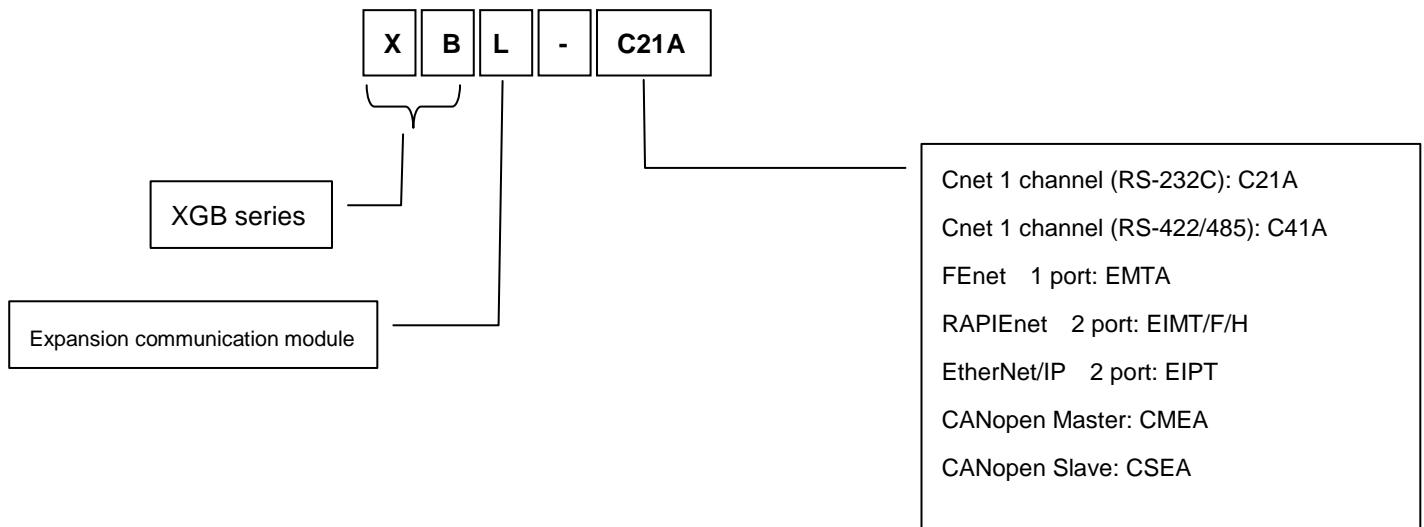 X B L - C21A
XGB series
Expansion communication module
Cnet 1 channel (RS-232C): C21A
Cnet 1 channel (RS-422/485): C41A
FEnet 1 port: EMTA
RAPIEnet 2 port: EIMT/F/H
EtherNet/IP 2 port: EIPT
CANopen Master: CMEA
CANopen Slave: CSEA